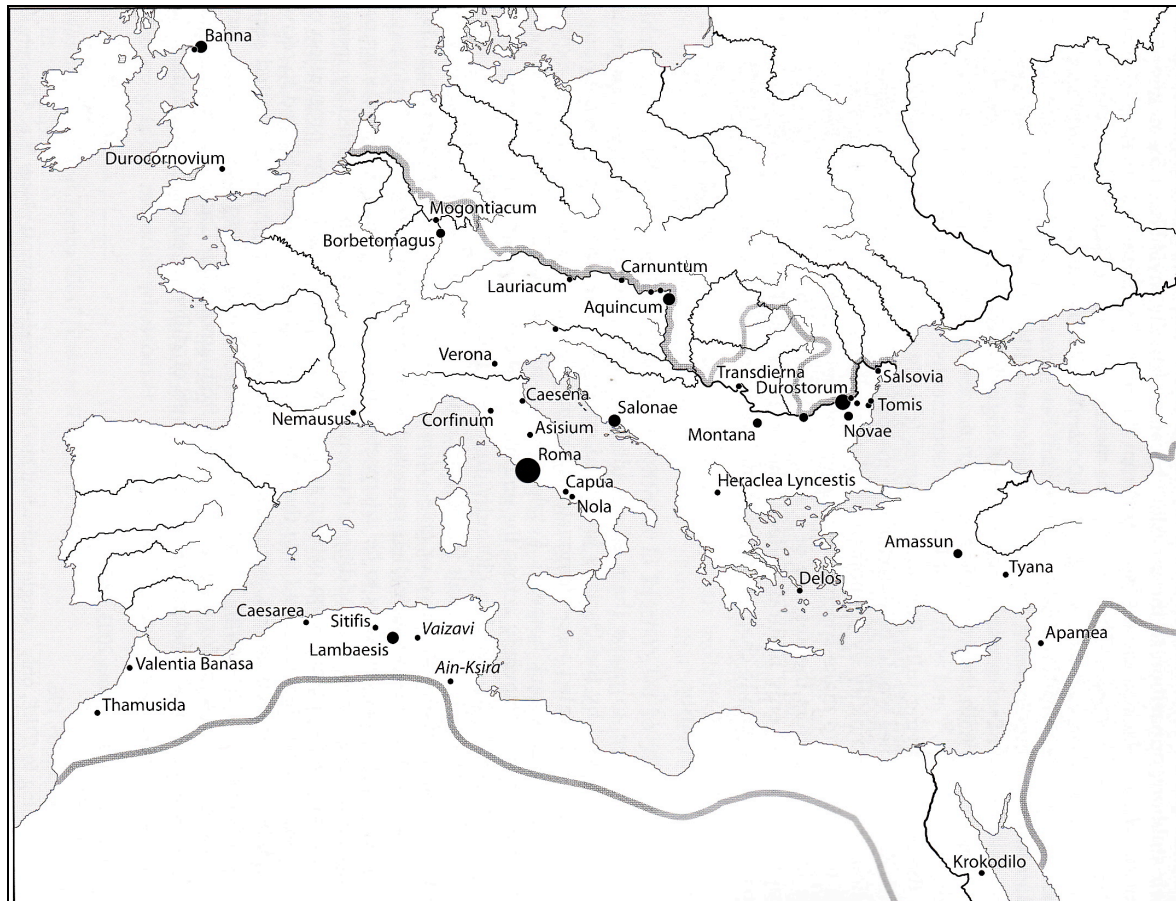 Banna
Durocornovium
Mogontiacum
Borbetomagus
Carnuntum
Lauriacum
Aquincum
Verona
Transdierna
Salsovia
Durostorum
Caesena
Tomis
Nemausus
Corfinum
Salonae
Asisium
Montana
Novae
Roma
Capua
Heraclea Lyncestis
Nola
Amassun
Tyana
Delos
Caesarea
Sitifis
Vaizavi
Lambaesis
Apamea
Valentia Banasa
Ain-Ksira
Thamusida
Krokodilo